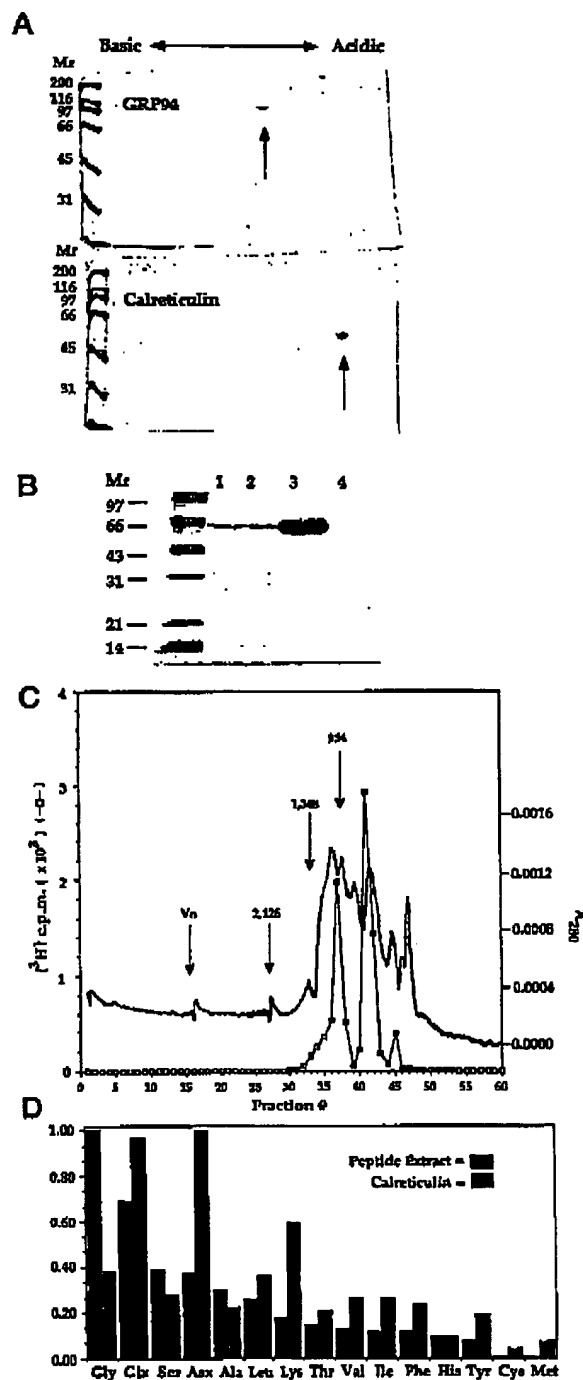 A
Basic Acidic
Mr
200
116
97
66
45
31
GRP94
Mr
200
116
97
66
45
31
Calreticulin
B
Mr 1 2 3 4
97
66
43
31
21
14
C
[³H] c.p.m. (x10³) (-o-)
4
3
2
1
0
Vo
2,126
0.0016
0.0012
0.0008
0.0004
0.0000
A280
0 5 10 15 20 25 30 35 40 45 50 55 60
Fraction #
D
1.00
0.80
0.60
0.40
0.20
0.00
Peptide Extract =
Calreticulin =
Gly Glx Ser Asx Ala Leu Lys Thr Val Ile Phe His Tyr Cys Met